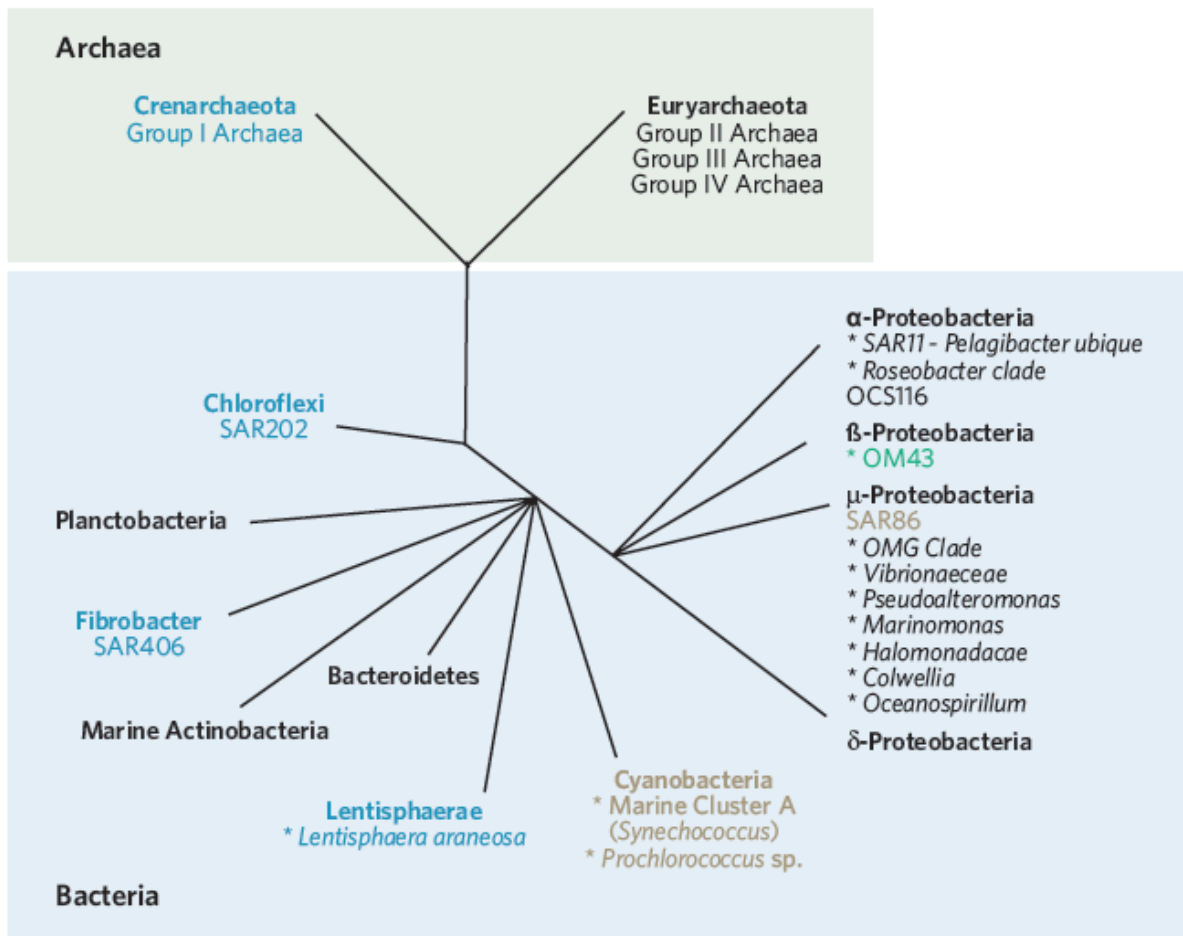 Archaea
Crenarchaeota
Group I Archaea
Euryarchaeota
Group II Archaea
Group III Archaea
Group IV Archaea
α-Proteobacteria
* SAR11 - Pelagibacter ubique
* Roseobacter clade
OCS116
ß-Proteobacteria
* OM43
μ-Proteobacteria
SAR86
* OMG Clade
* Vibrionaeceae
* Pseudoalteromonas
* Marinomonas
* Halomonadacae
* Colwellia
* Oceanospirillum
δ-Proteobacteria
Chloroflexi
SAR202
Planctobacteria
Fibrobacter
SAR406
Bacteroidetes
Marine Actinobacteria
Lentisphaerae
* Lentisphaera araneosa
Cyanobacteria
* Marine Cluster A
(Synechococcus)
* Prochlorococcus sp.
Bacteria